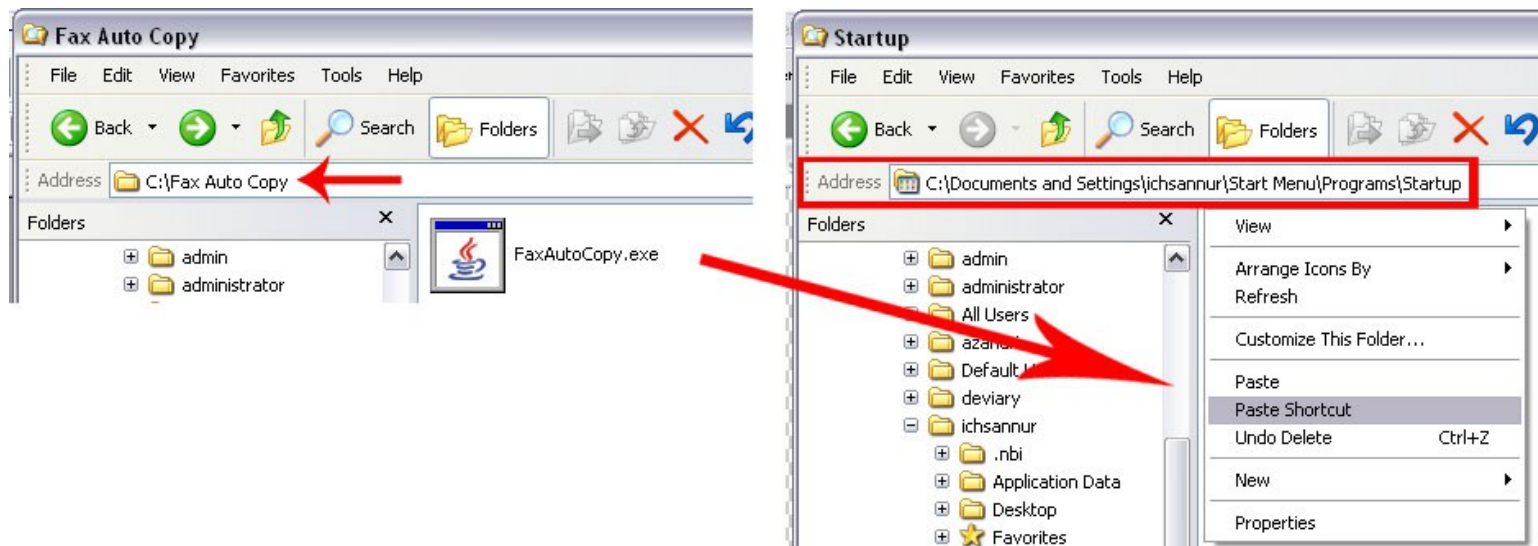 Fax Auto Copy
File Edit View Favorites Tools Help
Back Search Folders
Address C:\Fax Auto Copy
Folders
admin
administrator
FaxAutoCopy.exe
Startup
File Edit View Favorites Tools Help
Back Search Folders
Address C:\Documents and Settings\ichsannur\Start Menu\Programs\Startup
Folders
admin
administrator
All Users
Default
deviary
ichsannur
.nbi
Application Data
Desktop
Favorites
View
Arrange Icons By
Refresh
Customize This Folder...
Paste
Paste Shortcut
Undo Delete Ctrl+Z
New
Properties